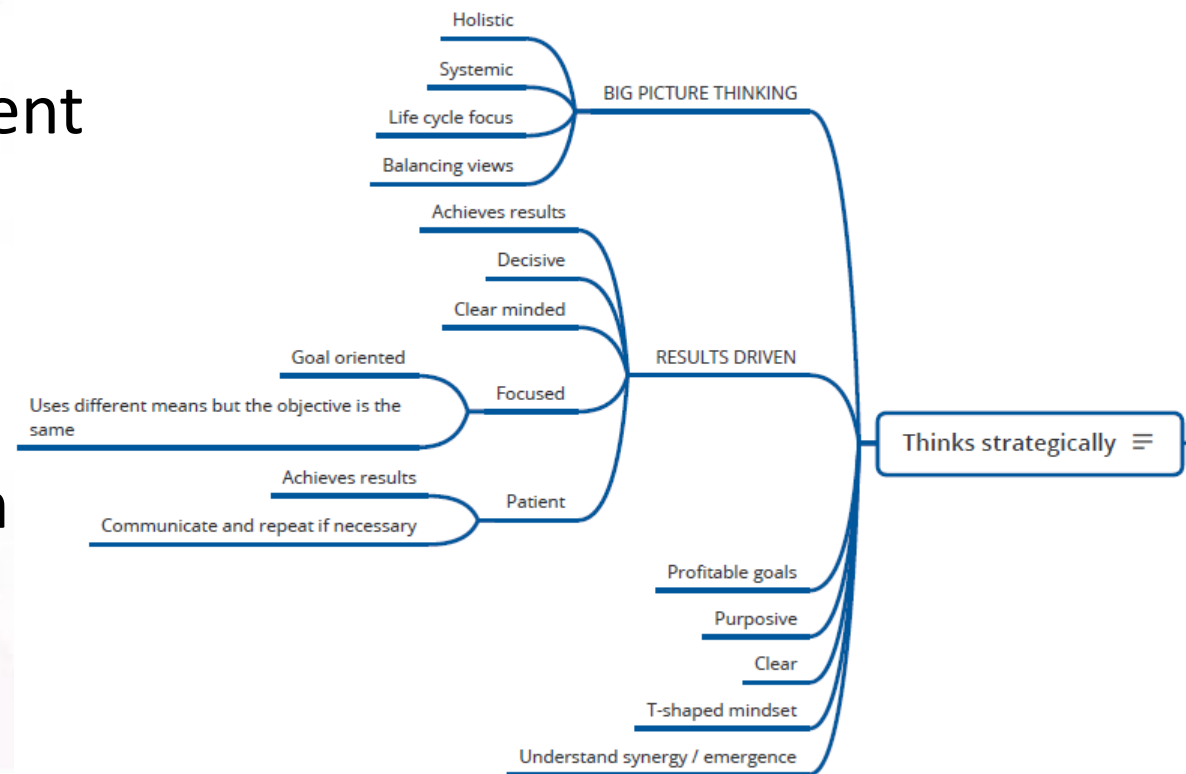 ent
Holistic
Systemic
Life cycle focus
Balancing views
BIG PICTURE THINKING
Achieves results
Decisive
Clear minded
Goal oriented
Uses different means but the objective is the
same
Focused
Achieves results
Communicate and repeat if necessary
Patient
RESULTS DRIVEN
Profitable goals
Purposive
Clear
T-shaped mindset
Understand synergy / emergence
Thinks strategically